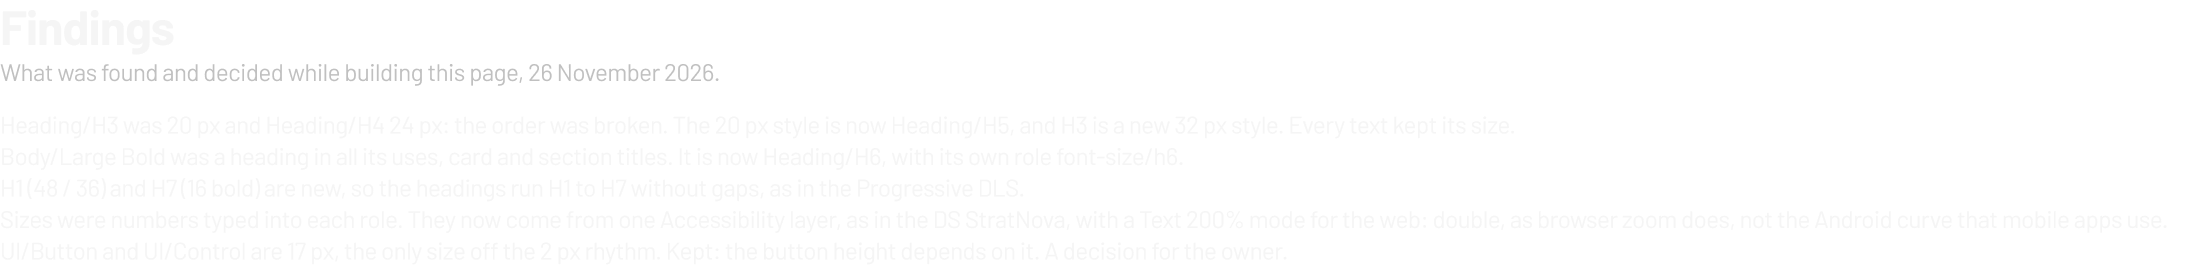 Findings
What was found and decided while building this page, 26 November 2026.
Heading/H3 was 20 px and Heading/H4 24 px: the order was broken. The 20 px style is now Heading/H5, and H3 is a new 32 px style. Every text kept its size.
Body/Large Bold was a heading in all its uses, card and section titles. It is now Heading/H6, with its own role font-size/h6.
H1 (48 / 36) and H7 (16 bold) are new, so the headings run H1 to H7 without gaps, as in the Progressive DLS.
Sizes were numbers typed into each role. They now come from one Accessibility layer, as in the DS StratNova, with a Text 200% mode for the web: double, as browser zoom does, not the Android curve that mobile apps use.
UI/Button and UI/Control are 17 px, the only size off the 2 px rhythm. Kept: the button height depends on it. A decision for the owner.